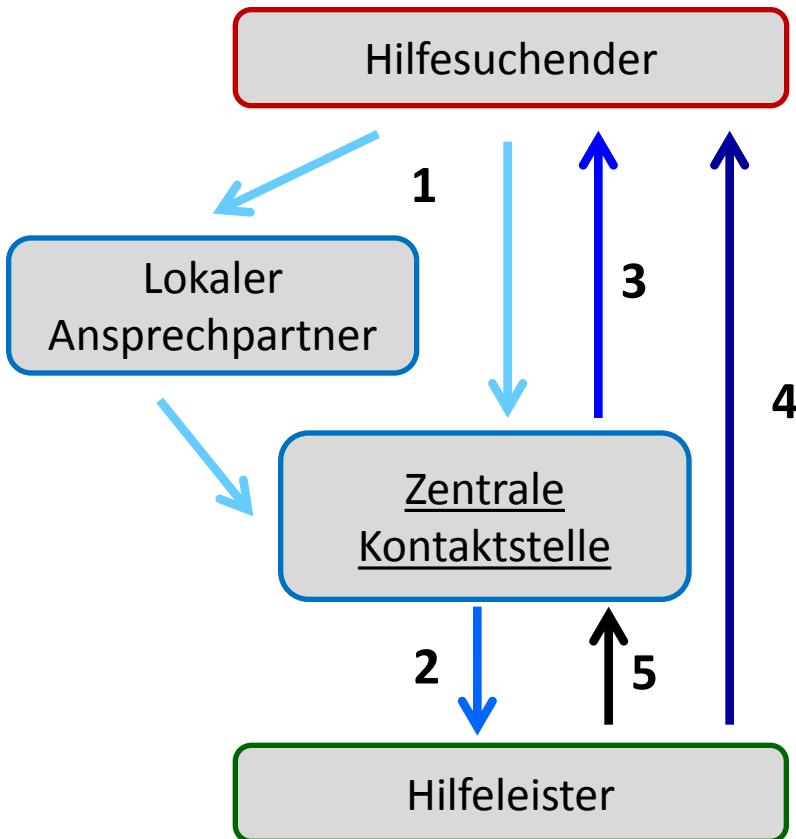 Hilfesuchender
1
Lokaler
Ansprechpartner
3
4
Zentrale
Kontaktstelle
2
5
Hilfeleister